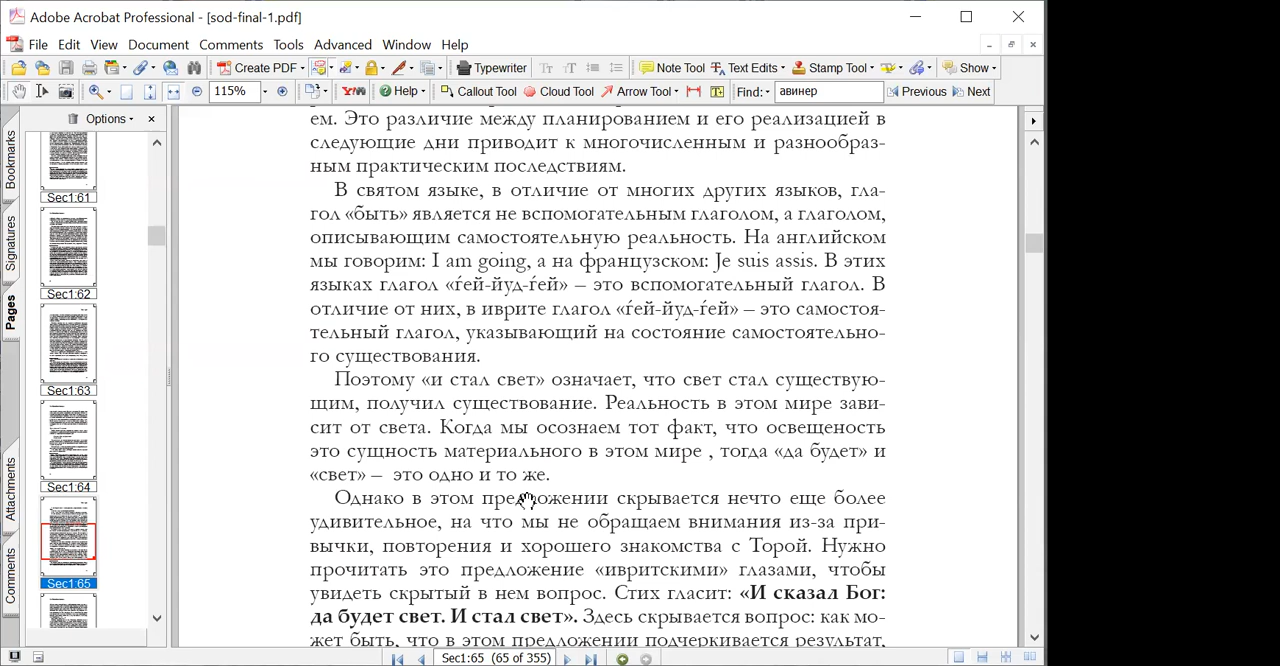 Adobe Acrobat Professional - [sod-final-1.pdf]
File Edit View Document Comments Tools Advanced Window Help
Create PDF Typewriter Note Tool Text Edits Stamp Tool Show
115% Y!MSG Help Callout Tool Cloud Tool Arrow Tool Find: авинер Previous Next
Options
Bookmarks
Signatures
Pages
Attachments
Comments
Sec1:61
Sec1:62
Sec1:63
Sec1:64
Sec1:65
ем. Это различие между планированием и его реализацией в
следующие дни приводит к многочисленным и разнообраз-
ным практическим последствиям.
В святом языке, в отличие от многих других языков, гла-
гол «быть» является не вспомогательным глаголом, а глаголом,
описывающим самостоятельную реальность. На английском
мы говорим: I am going, а на французском: Je suis assis. В этих
языках глагол «ѓей-йуд-ѓей» – это вспомогательный глагол. В
отличие от них, в иврите глагол «ѓей-йуд-ѓей» – это самостоя-
тельный глагол, указывающий на состояние самостоятельно-
го существования.
Поэтому «и стал свет» означает, что свет стал существую-
щим, получил существование. Реальность в этом мире зави-
сит от света. Когда мы осознаем тот факт, что освещеность
это сущность материального в этом мире , тогда «да будет» и
«свет» – это одно и то же.
Однако в этом предложении скрывается нечто еще более
удивительное, на что мы не обращаем внимания из-за при-
вычки, повторения и хорошего знакомства с Торой. Нужно
прочитать это предложение «ивритскими» глазами, чтобы
увидеть скрытый в нем вопрос. Стих гласит: «И сказал Бог:
да будет свет. И стал свет». Здесь скрывается вопрос: как мо-
жет быть, что в этом предложении подчеркивается результат,
Sec1:65 (65 of 355)